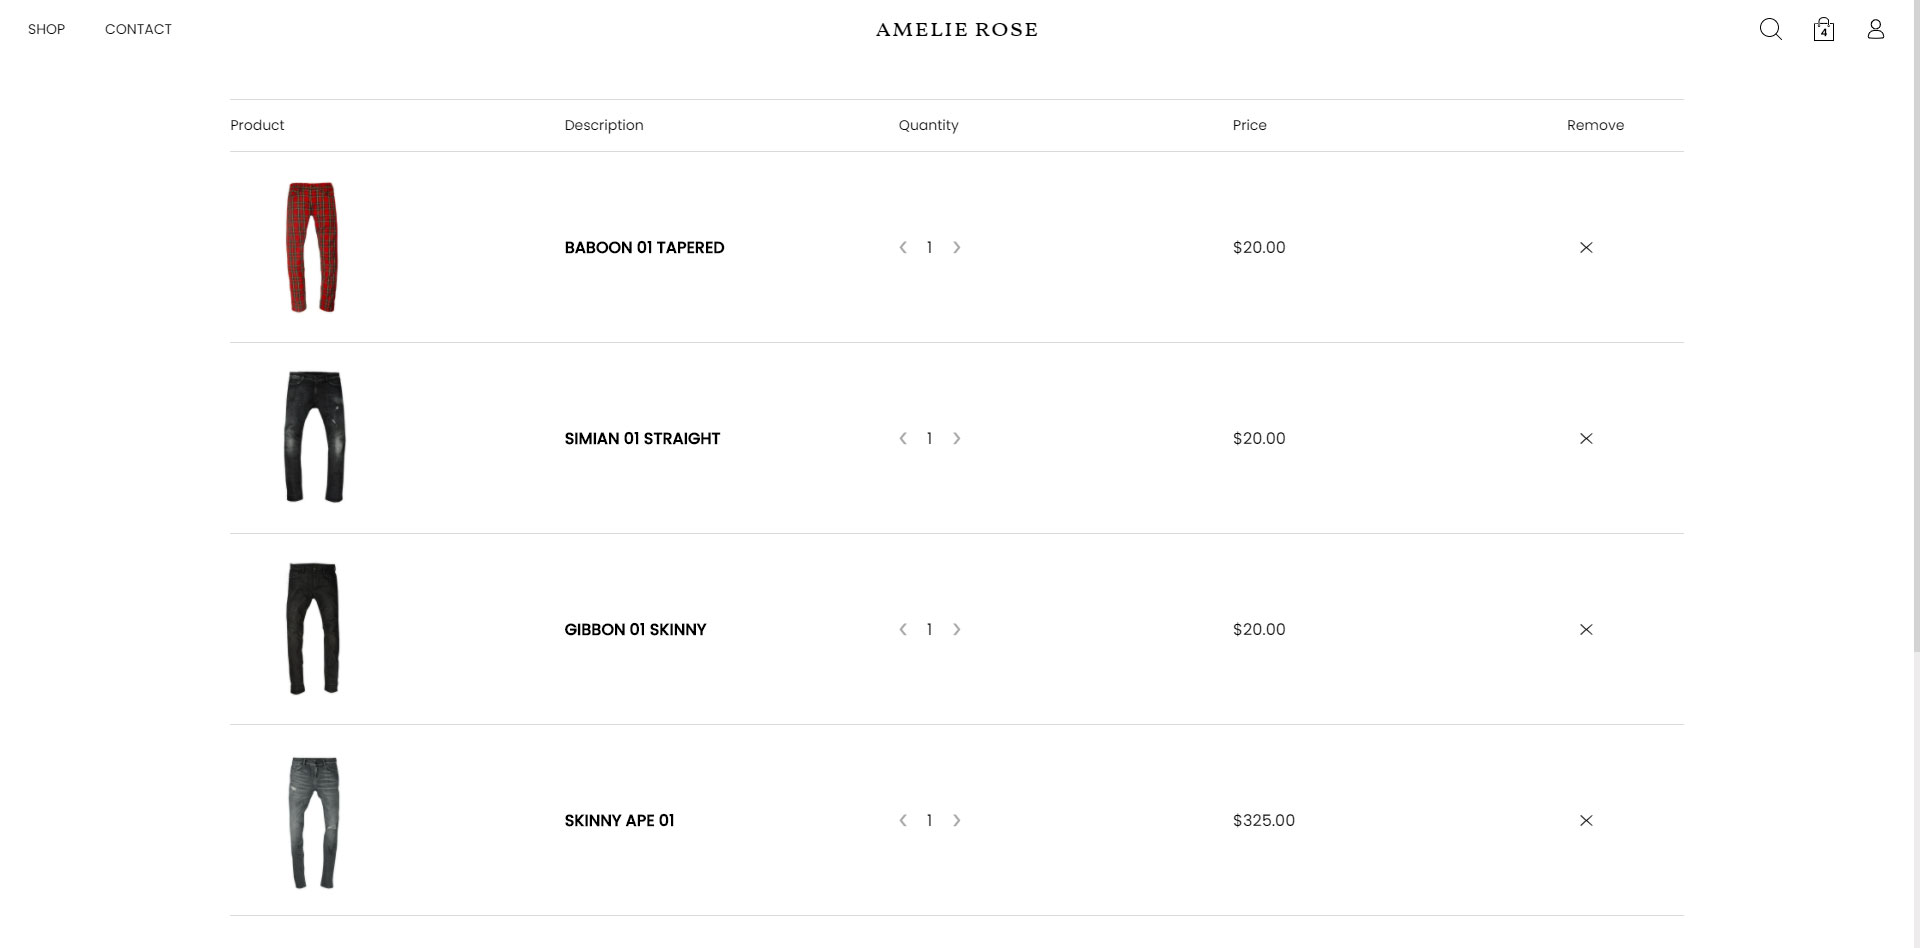 SHOP CONTACT AMELIE ROSE 4
Product Description Quantity Price Remove
BABOON 01 TAPERED 1 $20.00
SIMIAN 01 STRAIGHT 1 $20.00
GIBBON 01 SKINNY 1 $20.00
SKINNY APE 01 1 $325.00